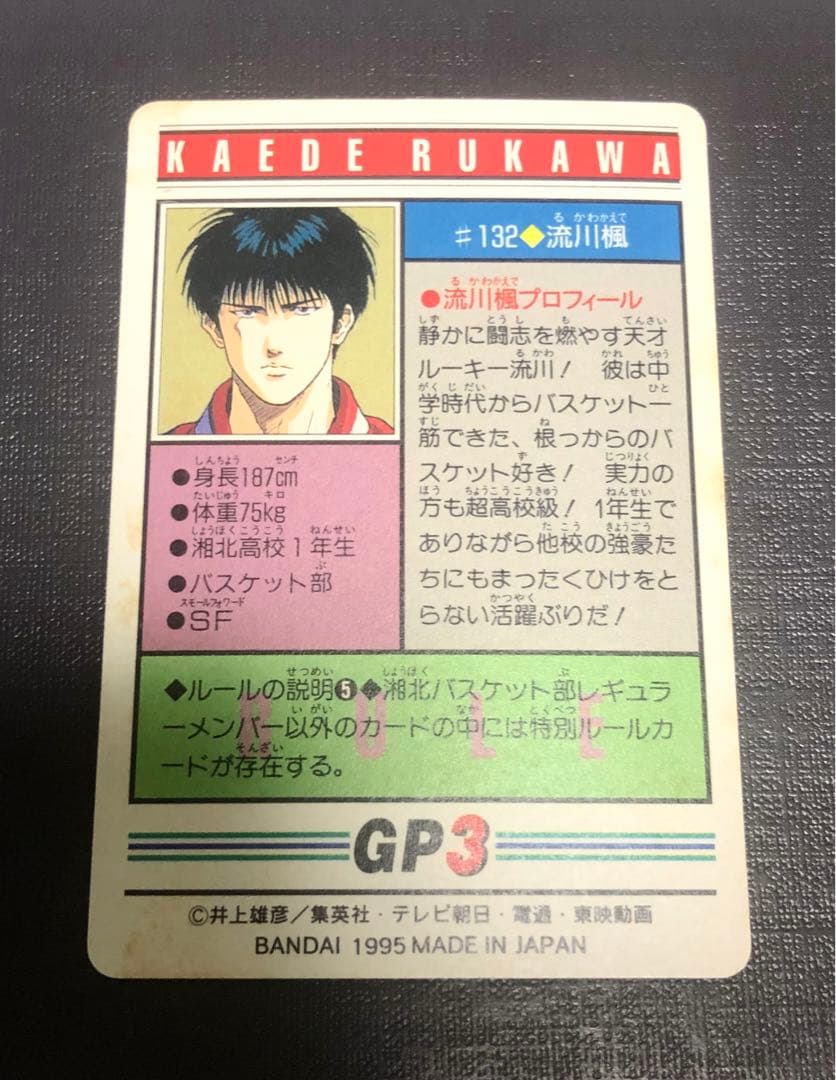 KAEDE RUKAWA
#132◆流川楓
●流川楓プロフィール
静かに闘志を燃やす天才
ルーキー流川! 彼は中
学時代からバスケット一
筋できた、根っからのバ
スケット好き! 実力の
方も超高校級! 1年生で
ありながら他校の強豪た
ちにもまったくひけをと
らない活躍ぶりだ!
●身長187cm
●体重75kg
●湘北高校1年生
●バスケット部
●SF
◆ルールの説明❺◆湘北バスケット部レギュラ
ーメンバー以外のカードの中には特別ルールカ
ードが存在する。
RULE
GP3
©井上雄彦/集英社・テレビ朝日・電通・東映動画
BANDAI 1995 MADE IN JAPAN